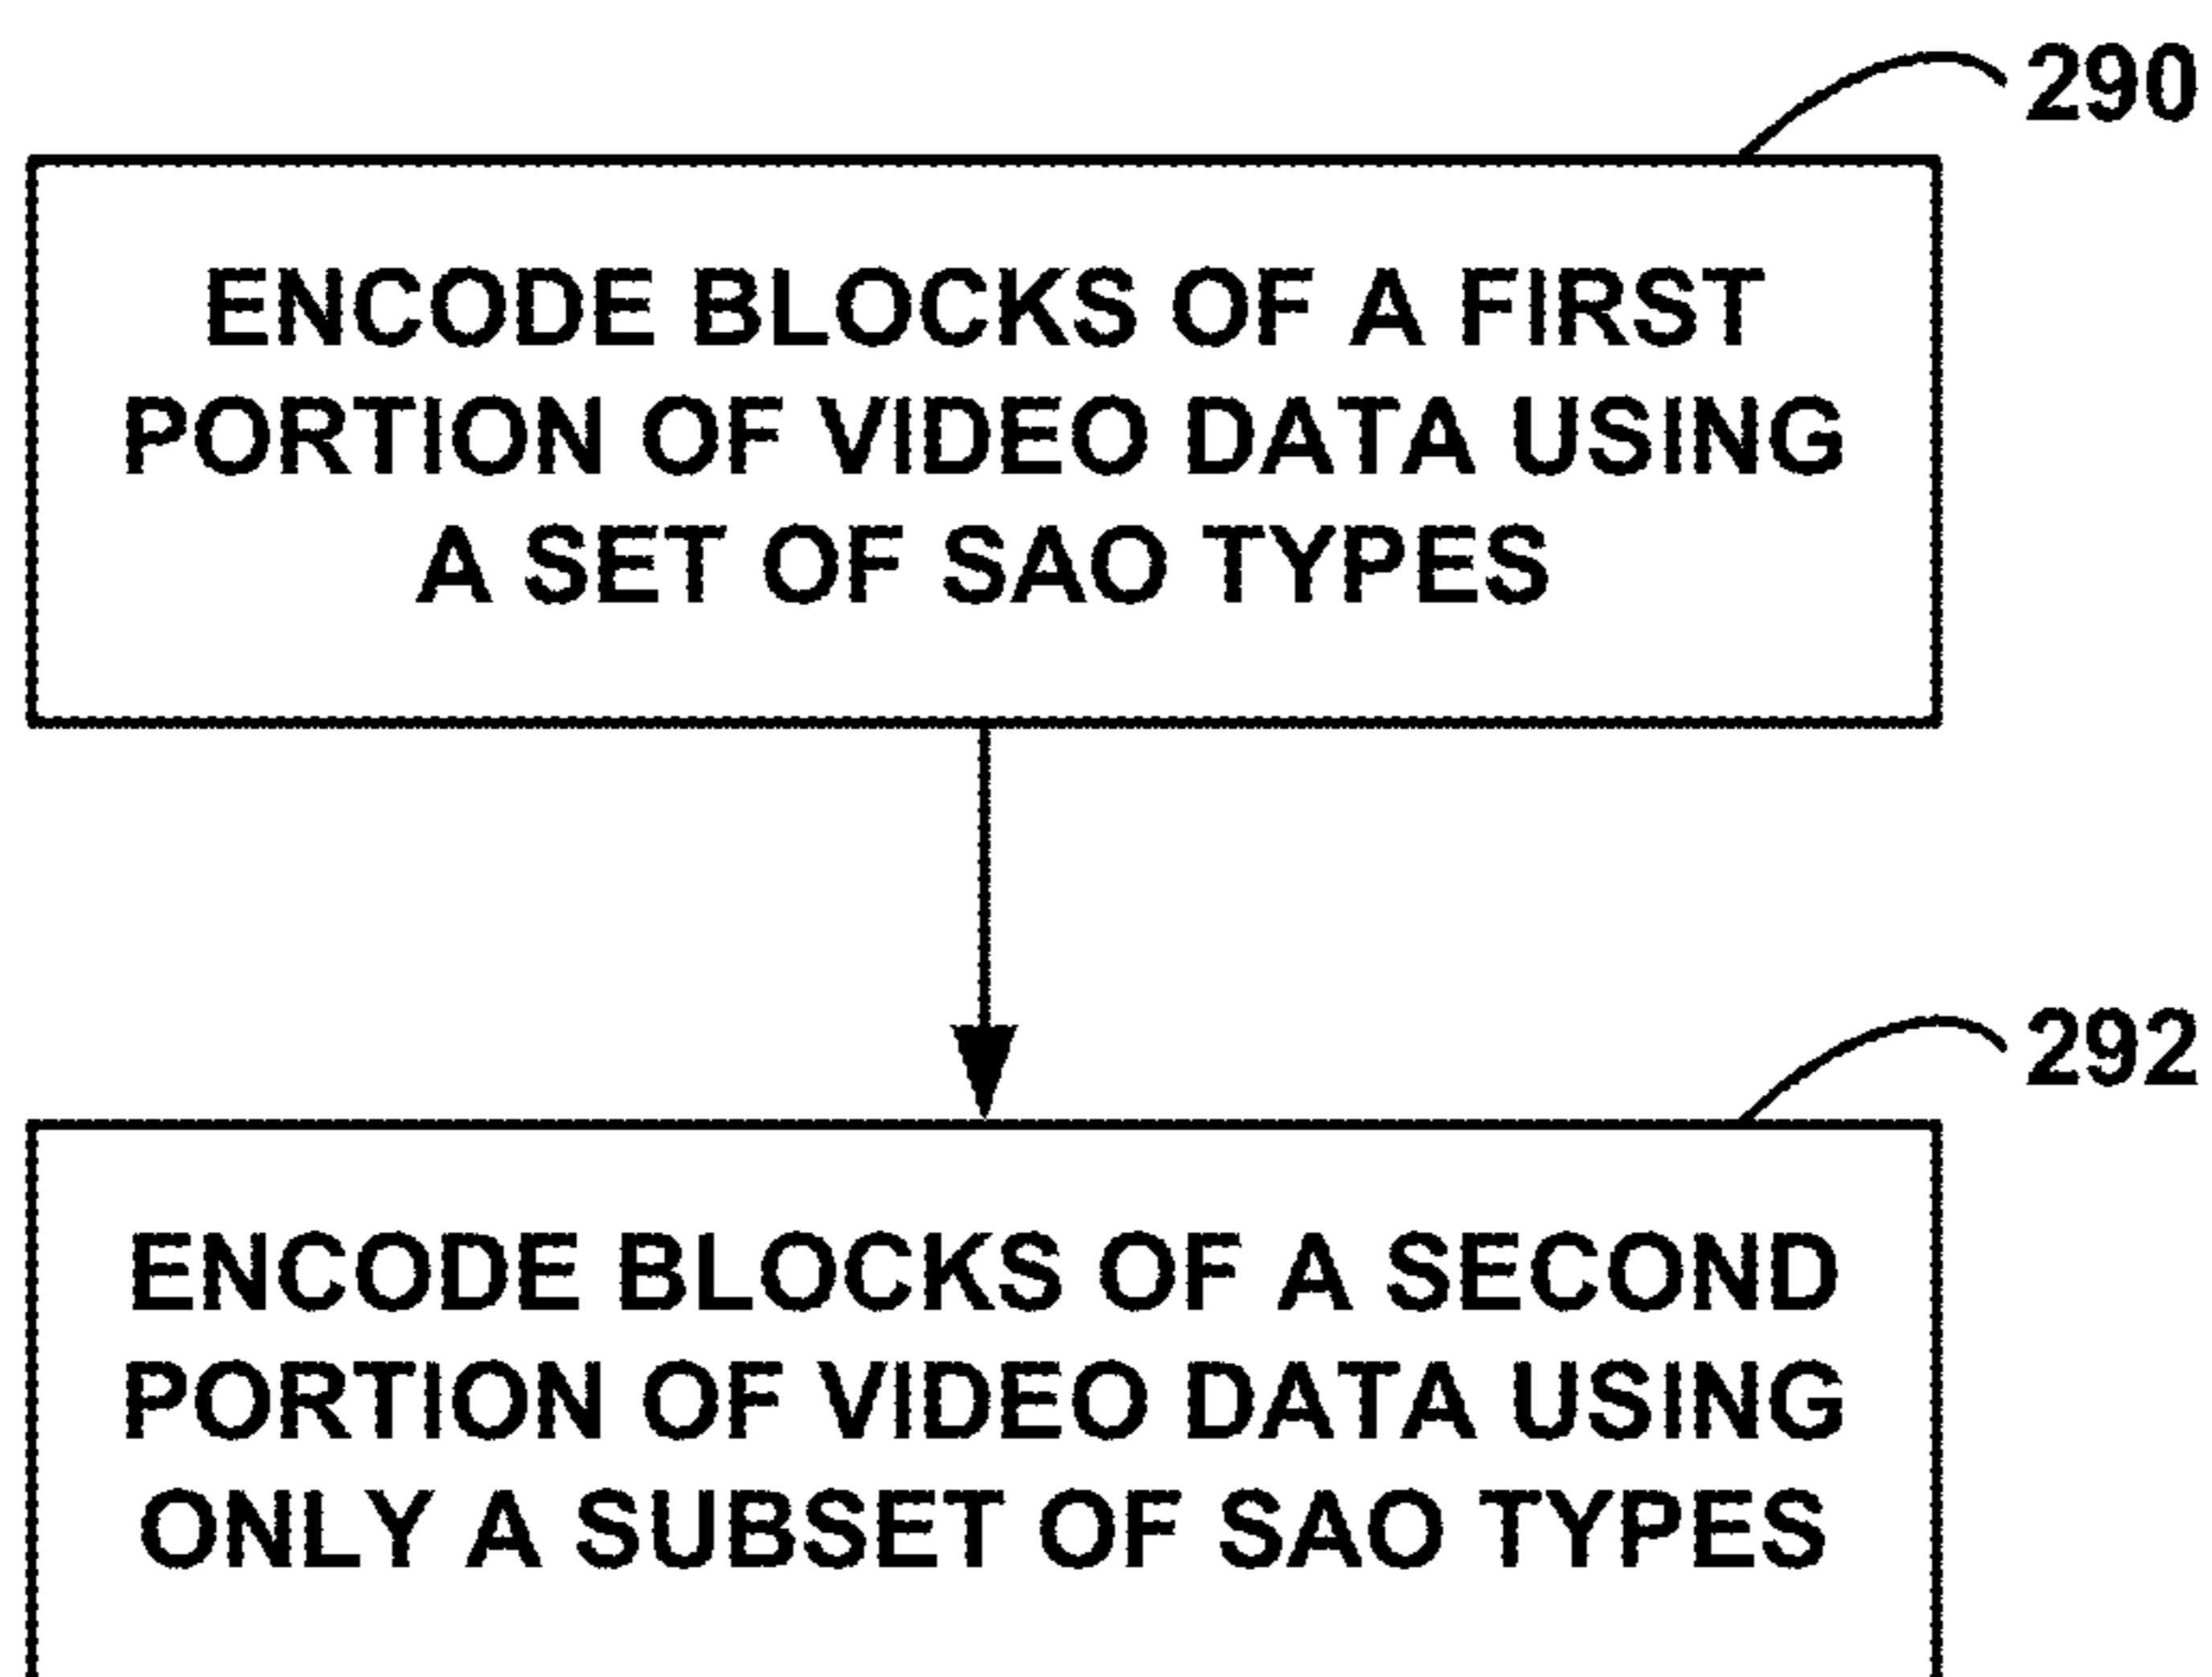 290
ENCODE BLOCKS OF A FIRST
PORTION OF VIDEO DATA USING
A SET OF SAO TYPES
292
ENCODE BLOCKS OF A SECOND
PORTION OF VIDEO DATA USING
ONLY A SUBSET OF SAO TYPES